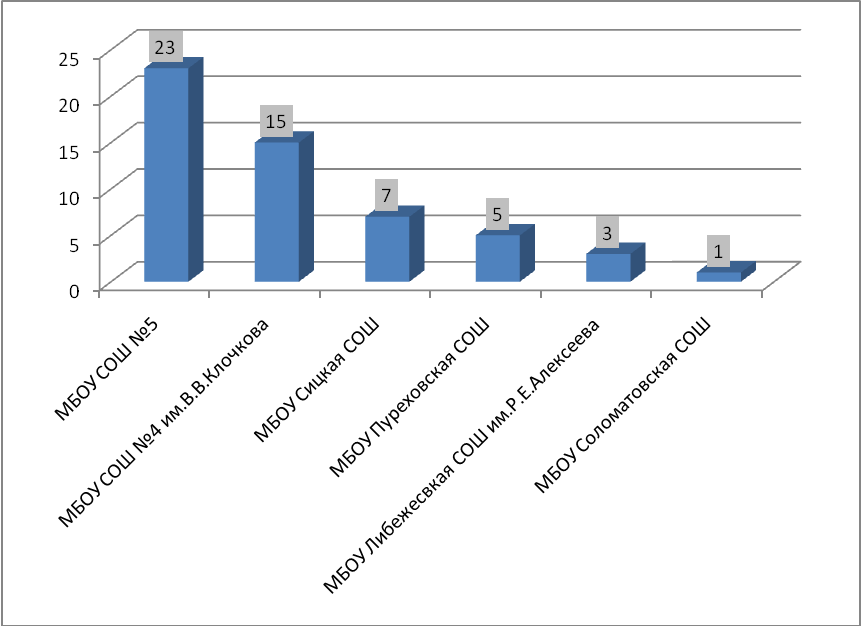 25
20
15
10
5
0
23
15
7
5
3
1
МБОУ СОШ №5
МБОУ СОШ №4 им.В.В.Клочкова
МБОУ Сицкая СОШ
МБОУ Пуреховская СОШ
МБОУ Либежесвкая СОШ им.Р.Е.Алексеева
МБОУ Соломатовская СОШ